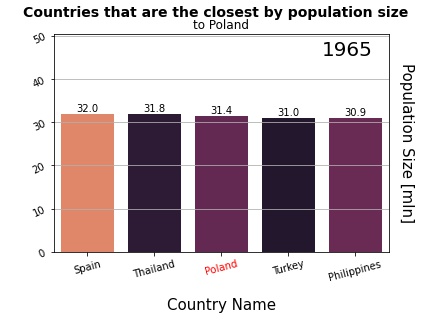 Countries that are the closest by population size
to Poland
1965
50
40
30
20
10
0
32.0
31.8
31.4
31.0
30.9
Spain
Thailand
Poland
Turkey
Philippines
Country Name
Population Size [mln]